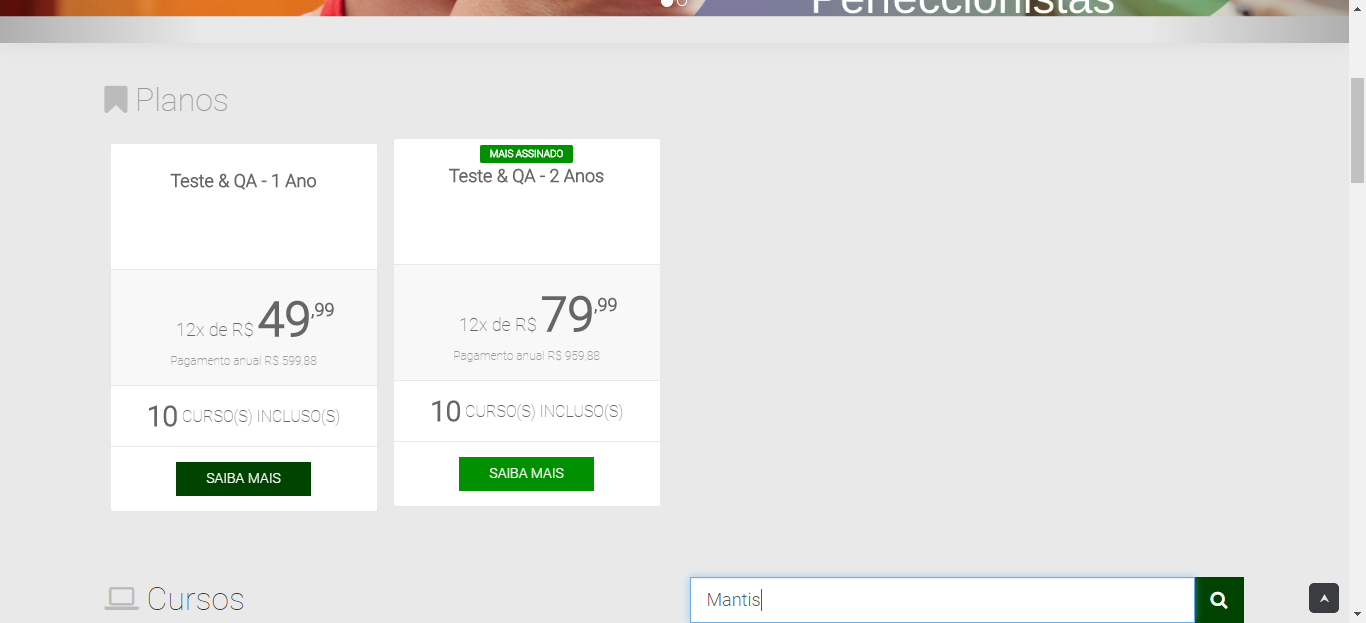 Perfeccionistas
Planos
Teste & QA - 1 Ano
12x de R$ 49,99
Pagamento anual R$ 599,88
10 CURSO(S) INCLUSO(S)
SAIBA MAIS
MAIS ASSINADO
Teste & QA - 2 Anos
12x de R$ 79,99
Pagamento anual R$ 959,88
10 CURSO(S) INCLUSO(S)
SAIBA MAIS
Cursos
Mantis